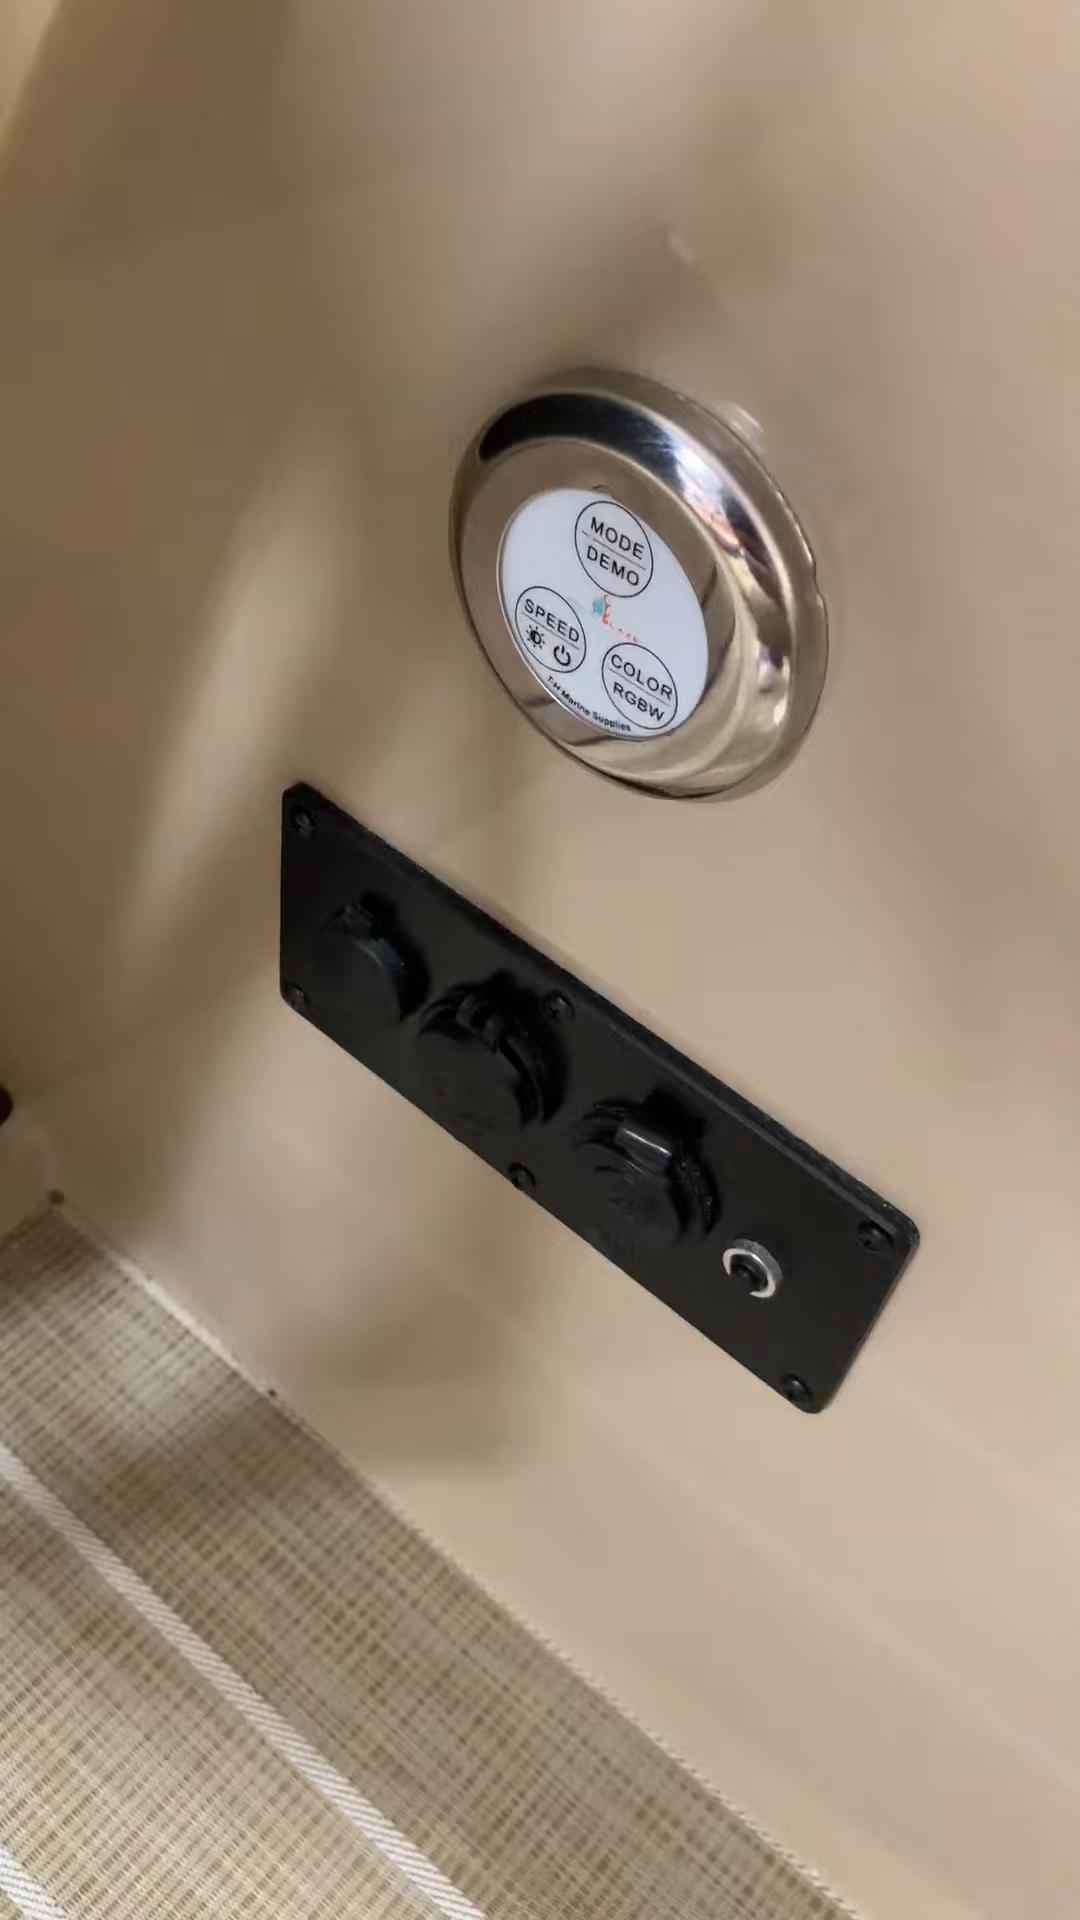 MODE
DEMO
SPEED
COLOR
RGBW
T-H Marine Supplies